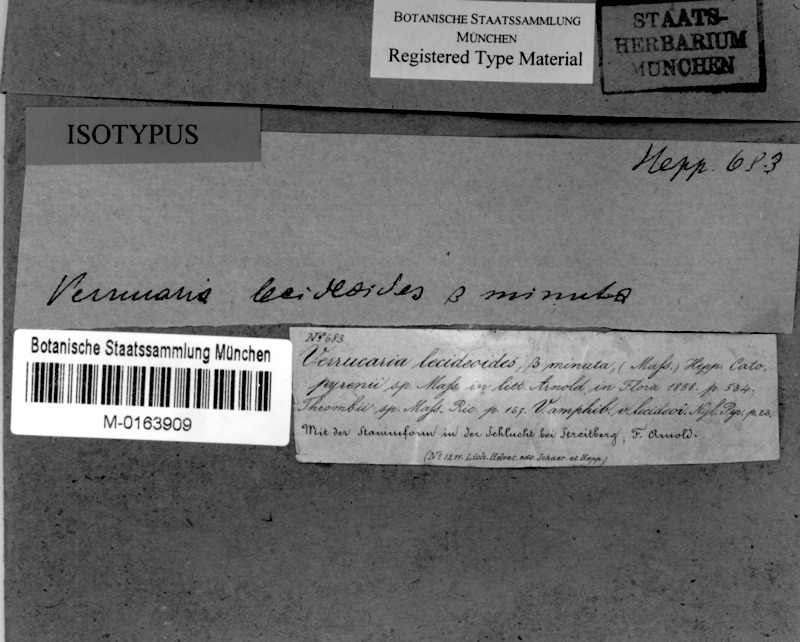 BOTANISCHE STAATSSAMMLUNG
MÜNCHEN
Registered Type Material
STAATS-
HERBARIUM
MÜNCHEN
ISOTYPUS
Hepp. 683
Verrucaria lecideoides β minuta
Botanische Staatssammlung München
M-0163909
No. 683.
Verrucaria lecideoides, β minuta, (Mass.) Hepp. Cato-
pyrenii sp. Mass in litt. Arnold in Flora 1858. p. 534.
Thrombii sp. Mass. Ric. p. 157. V. amphib. v. lecideoi. Nyl. Pyr. p. 23.
Mit der Stammform in der Schlucht bei Streitberg; F. Arnold.
(No. 1211. Lich. Helvet. exs. Schaer. et Hepp.)